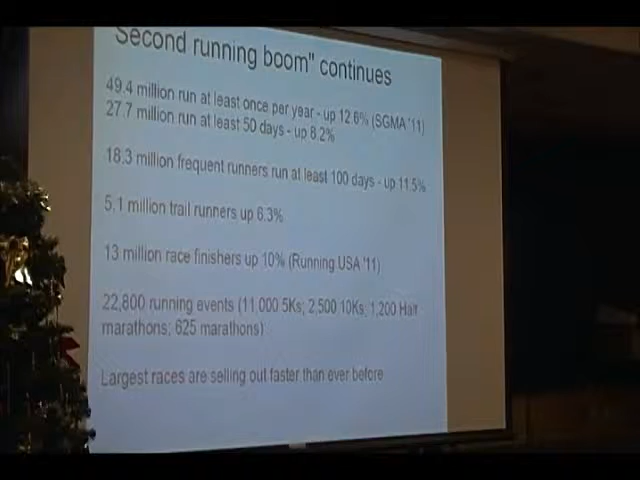 Second running boom" continues
49.4 million run at least once per year - up 12.6% (SGMA '11)
27.7 million run at least 50 days - up 8.2%
18.3 million frequent runners run at least 100 days - up 11.5%
5.1 million trail runners up 6.3%
13 million race finishers up 10% (Running USA '11)
22,800 running events (11,000 5Ks; 2,500 10Ks; 1,200 Half
marathons; 625 marathons)
Largest races are selling out faster than ever before